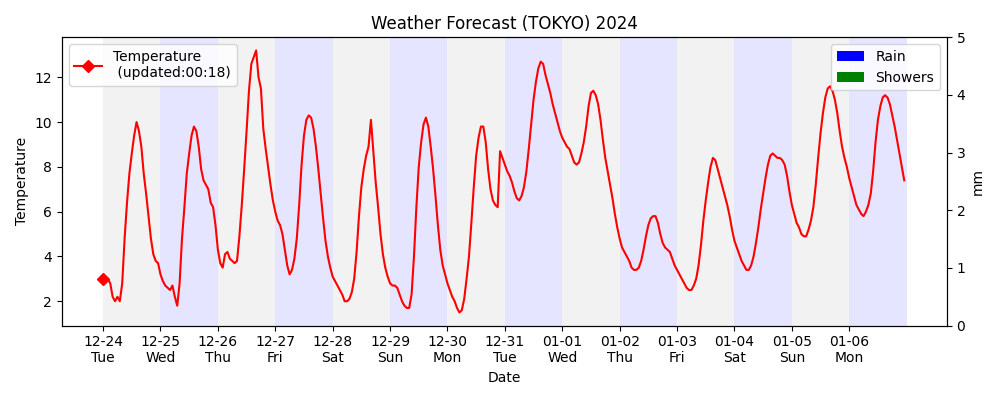 Weather Forecast (TOKYO) 2024
Temperature
(updated:00:18)
Rain
Showers
Temperature
12
10
8
6
4
2
5
4
3
2
1
0
mm
12-24 12-25 12-26 12-27 12-28 12-29 12-30 12-31 01-01 01-02 01-03 01-04 01-05 01-06
Tue Wed Thu Fri Sat Sun Mon Tue Wed Thu Fri Sat Sun Mon
Date